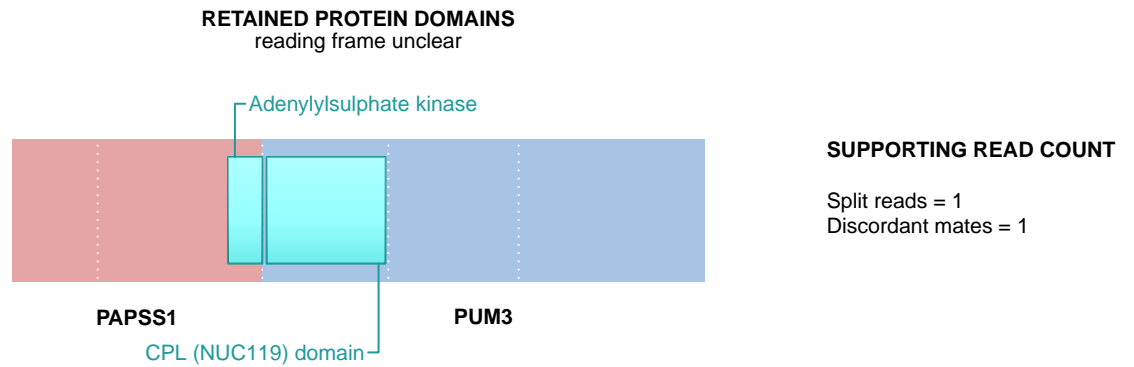 RETAINED PROTEIN DOMAINS
reading frame unclear
Adenylylsulphate kinase
SUPPORTING READ COUNT
Split reads = 1
Discordant mates = 1
PAPSS1
PUM3
CPL (NUC119) domain